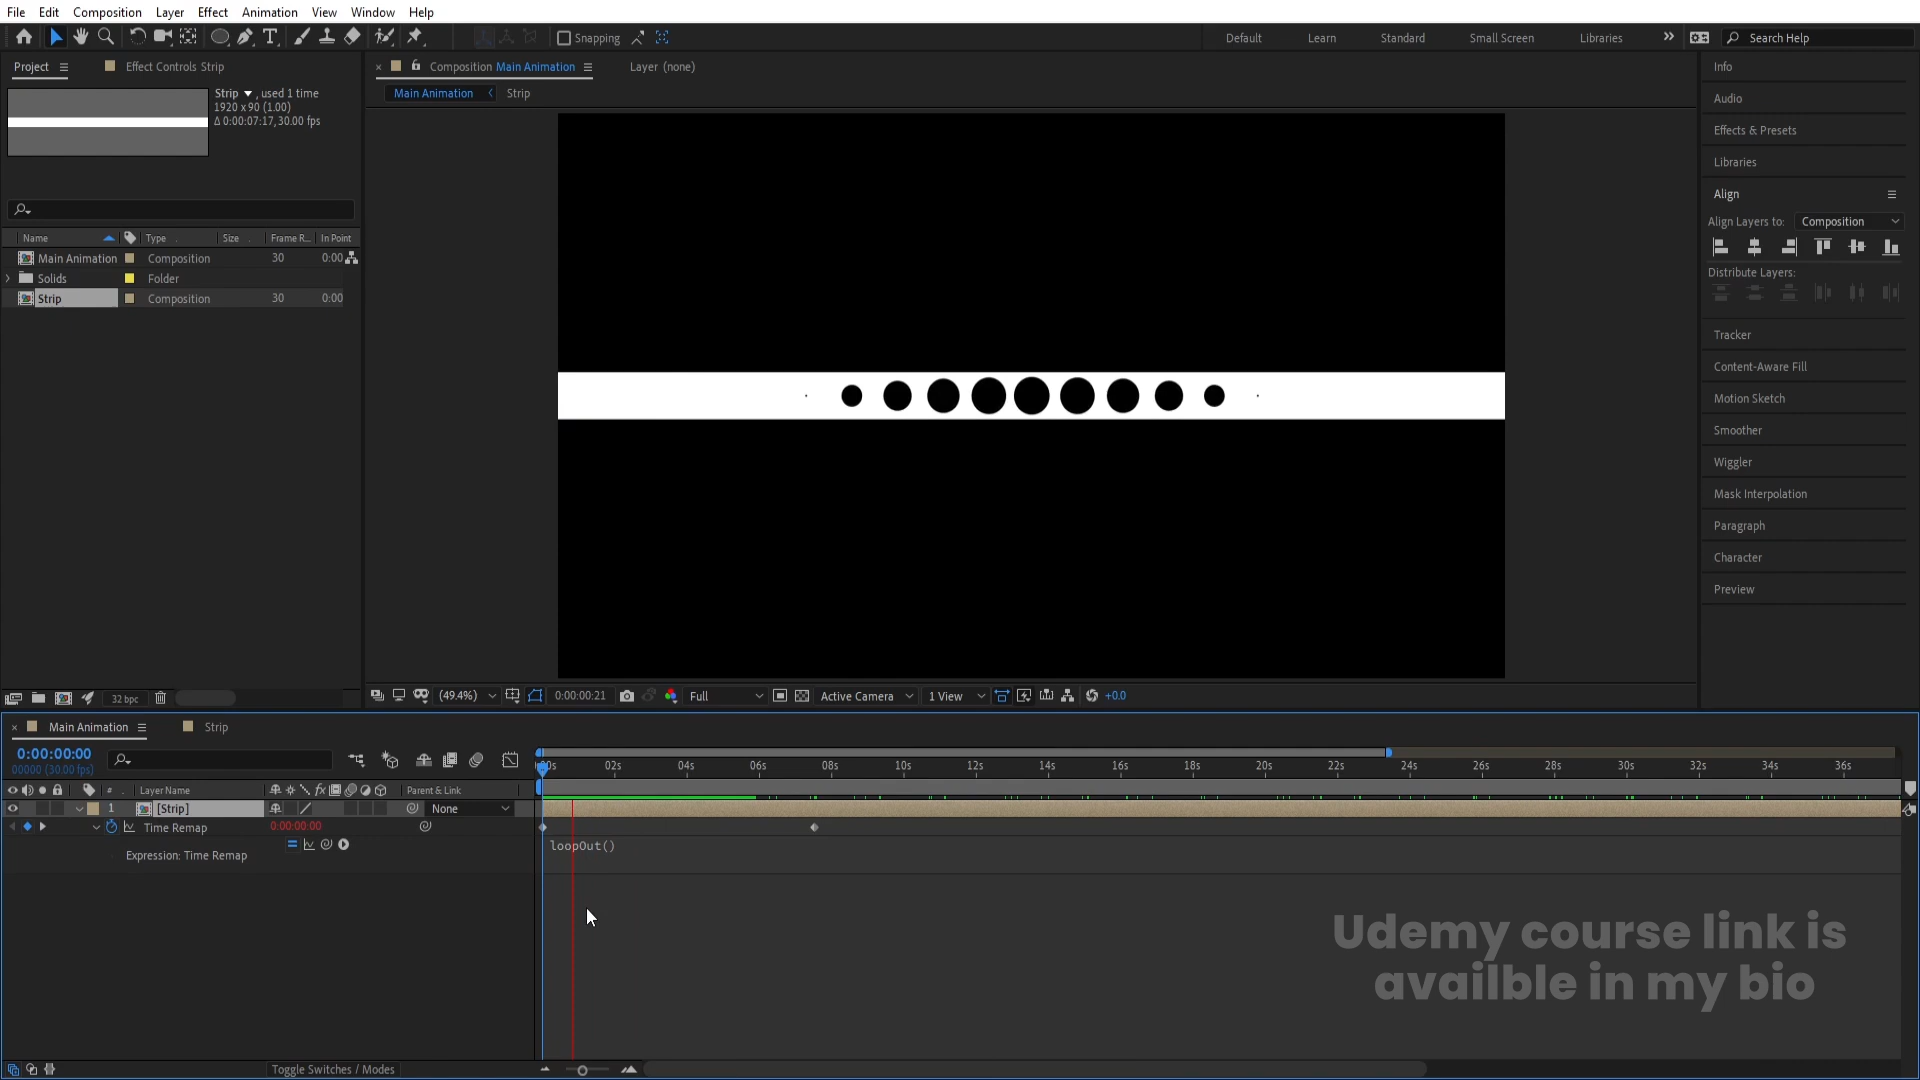 File Edit Composition Layer Effect Animation View Window Help
Snapping
Default Learn Standard Small Screen Libraries Search Help
Project Effect Controls Strip
Composition Main Animation Layer (none)
Main Animation Strip
Strip , used 1 time
1920 x 90 (1.00)
Δ 0:00:07:17, 30.00 fps
Name Type Size Frame R... In Point
Main Animation Composition 30 0:00
Solids Folder
Strip Composition 30 0:00
32 bpc
(49.4%) 0:00:00:21 Full Active Camera 1 View +0.0
Info
Audio
Effects & Presets
Libraries
Align
Align Layers to: Composition
Distribute Layers:
Tracker
Content-Aware Fill
Motion Sketch
Smoother
Wiggler
Mask Interpolation
Paragraph
Character
Preview
Main Animation Strip
0:00:00:00
00000 (30.00 fps)
02s 04s 06s 08s 10s 12s 14s 16s 18s 20s 22s 24s 26s 28s 30s 32s 34s 36s
# Layer Name fx Parent & Link
1 [Strip] None
Time Remap 0:00:00:00
Expression: Time Remap
loopOut()
Udemy course link is
availble in my bio
Toggle Switches / Modes